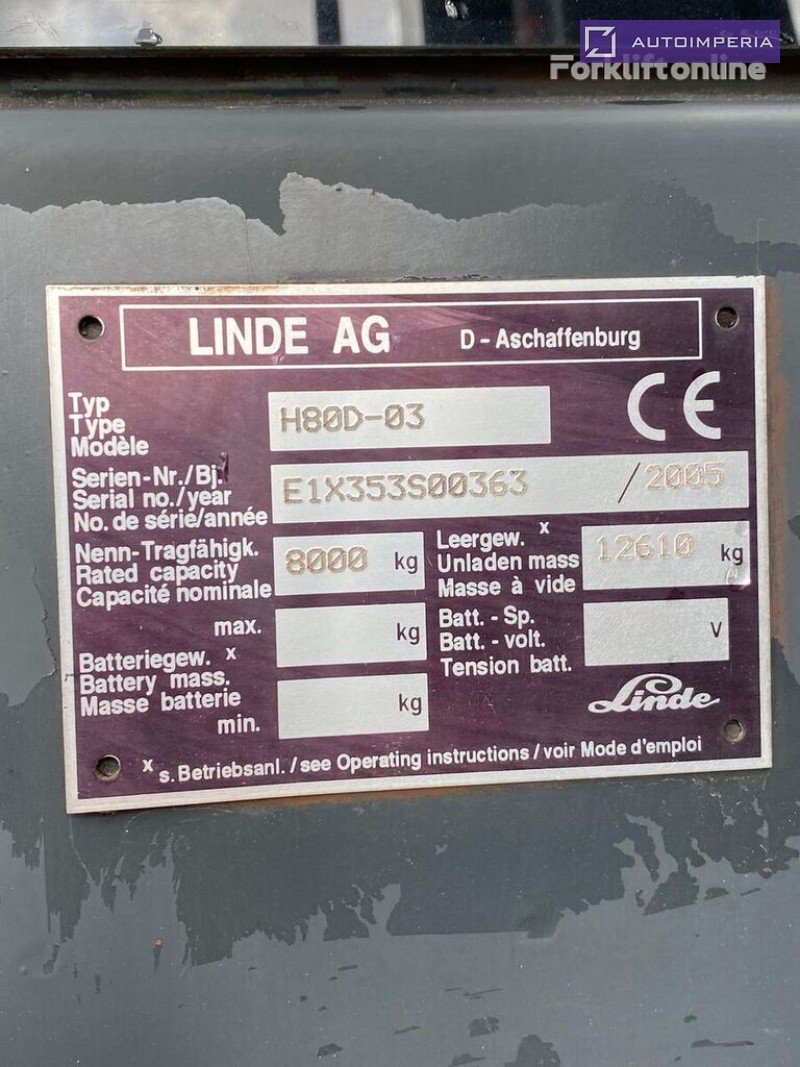 AUTOIMPERIA
Forkliftonline
LINDE AG D - Aschaffenburg
Typ
Type
Modèle
H80D-03
CE
Serien-Nr./Bj.
Serial no./year
No. de série/année
E1X353S00363 /2005
Nenn-Tragfähigk.
Rated capacity
Capacité nominale
8000 kg
Leergew. x
Unladen mass
Masse à vide
12610 kg
max. kg
Batteriegew. x
Battery mass.
Masse batterie
min. kg
Batt. - Sp.
Batt. - volt.
Tension batt.
V
Linde
x s. Betriebsanl. / see Operating instructions / voir Mode d'emploi